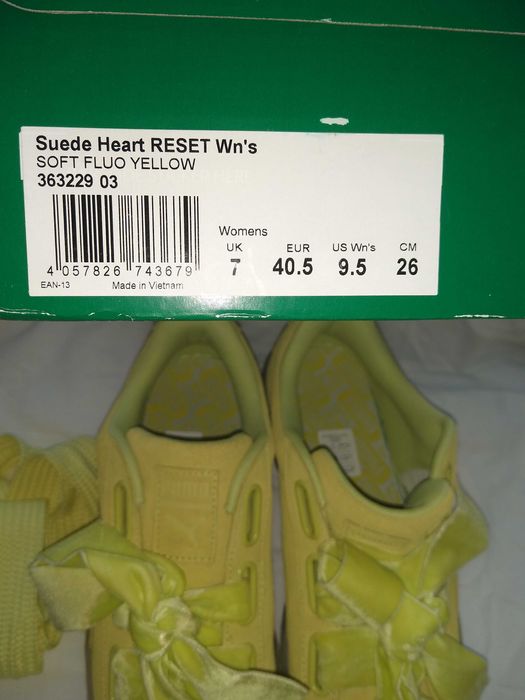 Suede Heart RESET Wn's
SOFT FLUO YELLOW
363229 03
4 057826 743679
EAN-13 Made in Vietnam
Womens
UK EUR US Wn's CM
7 40.5 9.5 26